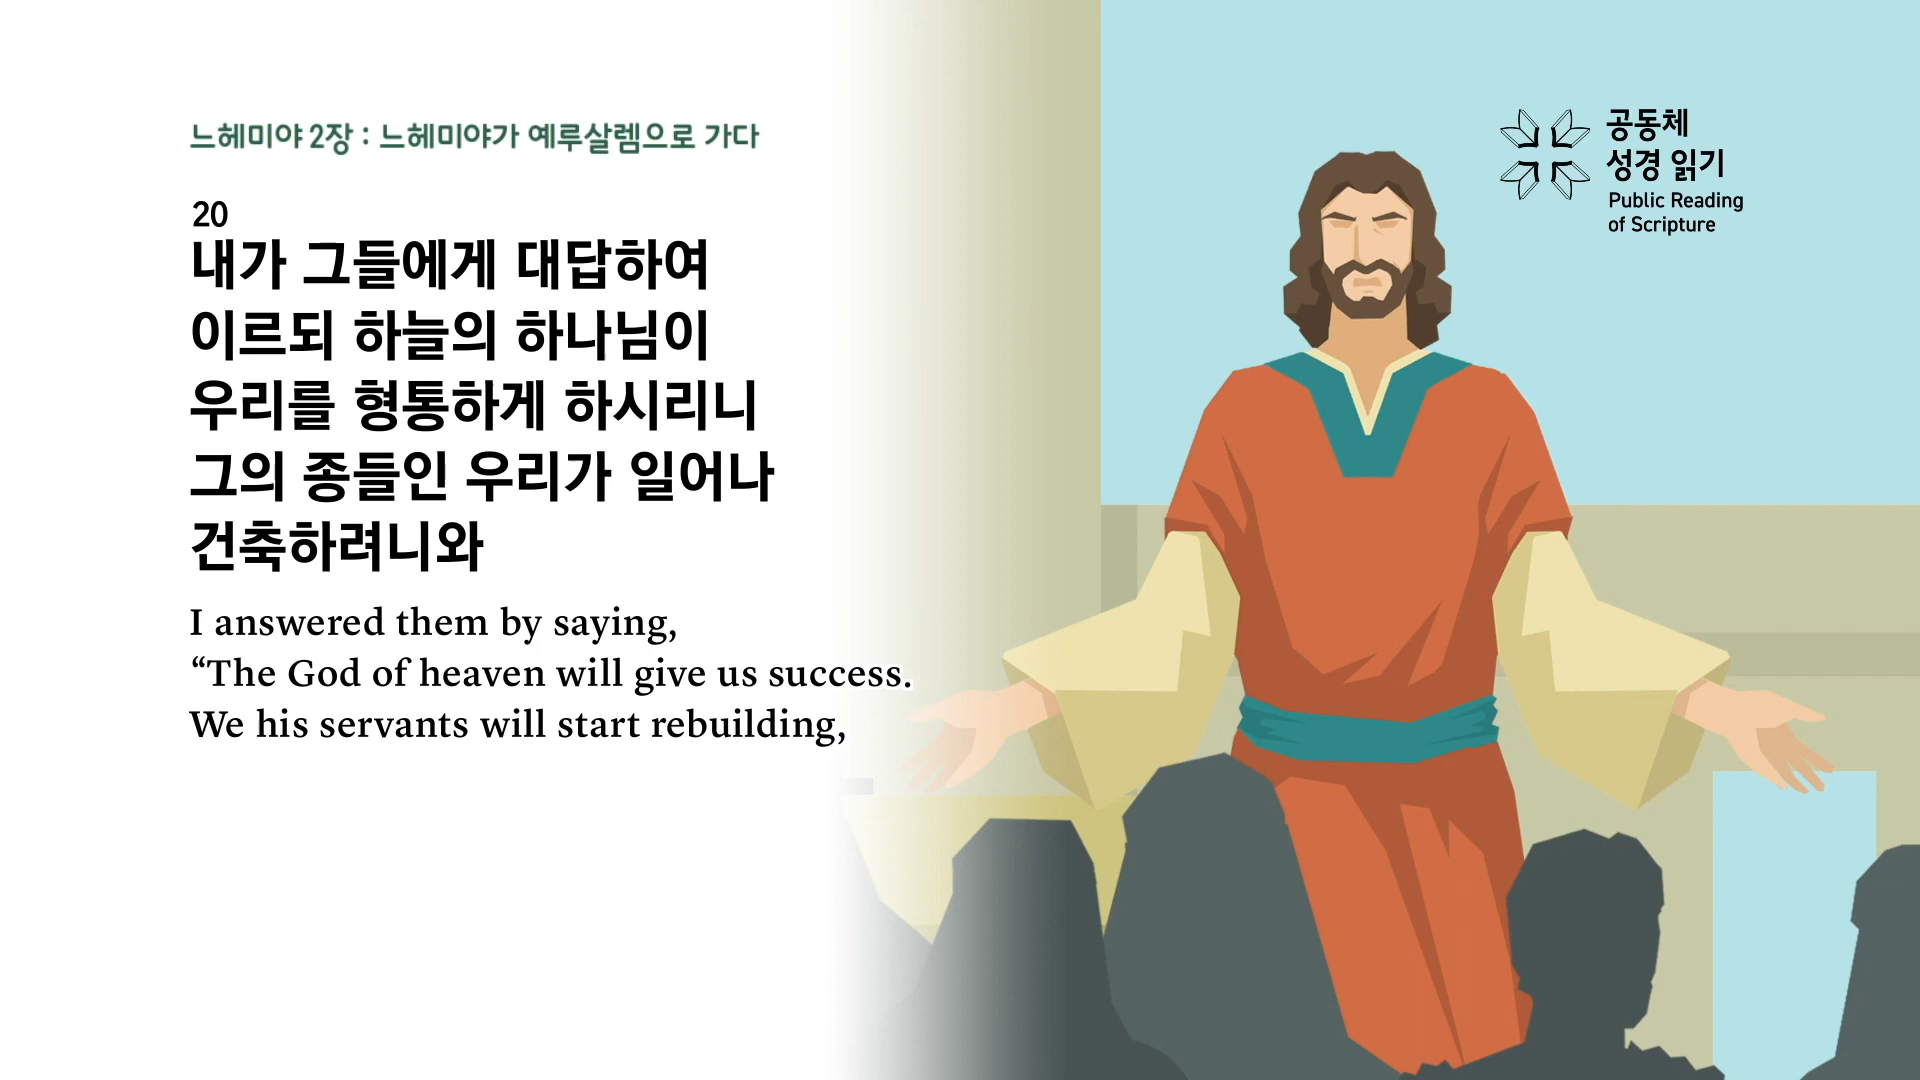 느헤미야 2장 : 느헤미야가 예루살렘으로 가다
20
내가 그들에게 대답하여
이르되 하늘의 하나님이
우리를 형통하게 하시리니
그의 종들인 우리가 일어나
건축하려니와
I answered them by saying,
“The God of heaven will give us success.
We his servants will start rebuilding,
공동체
성경 읽기
Public Reading
of Scripture